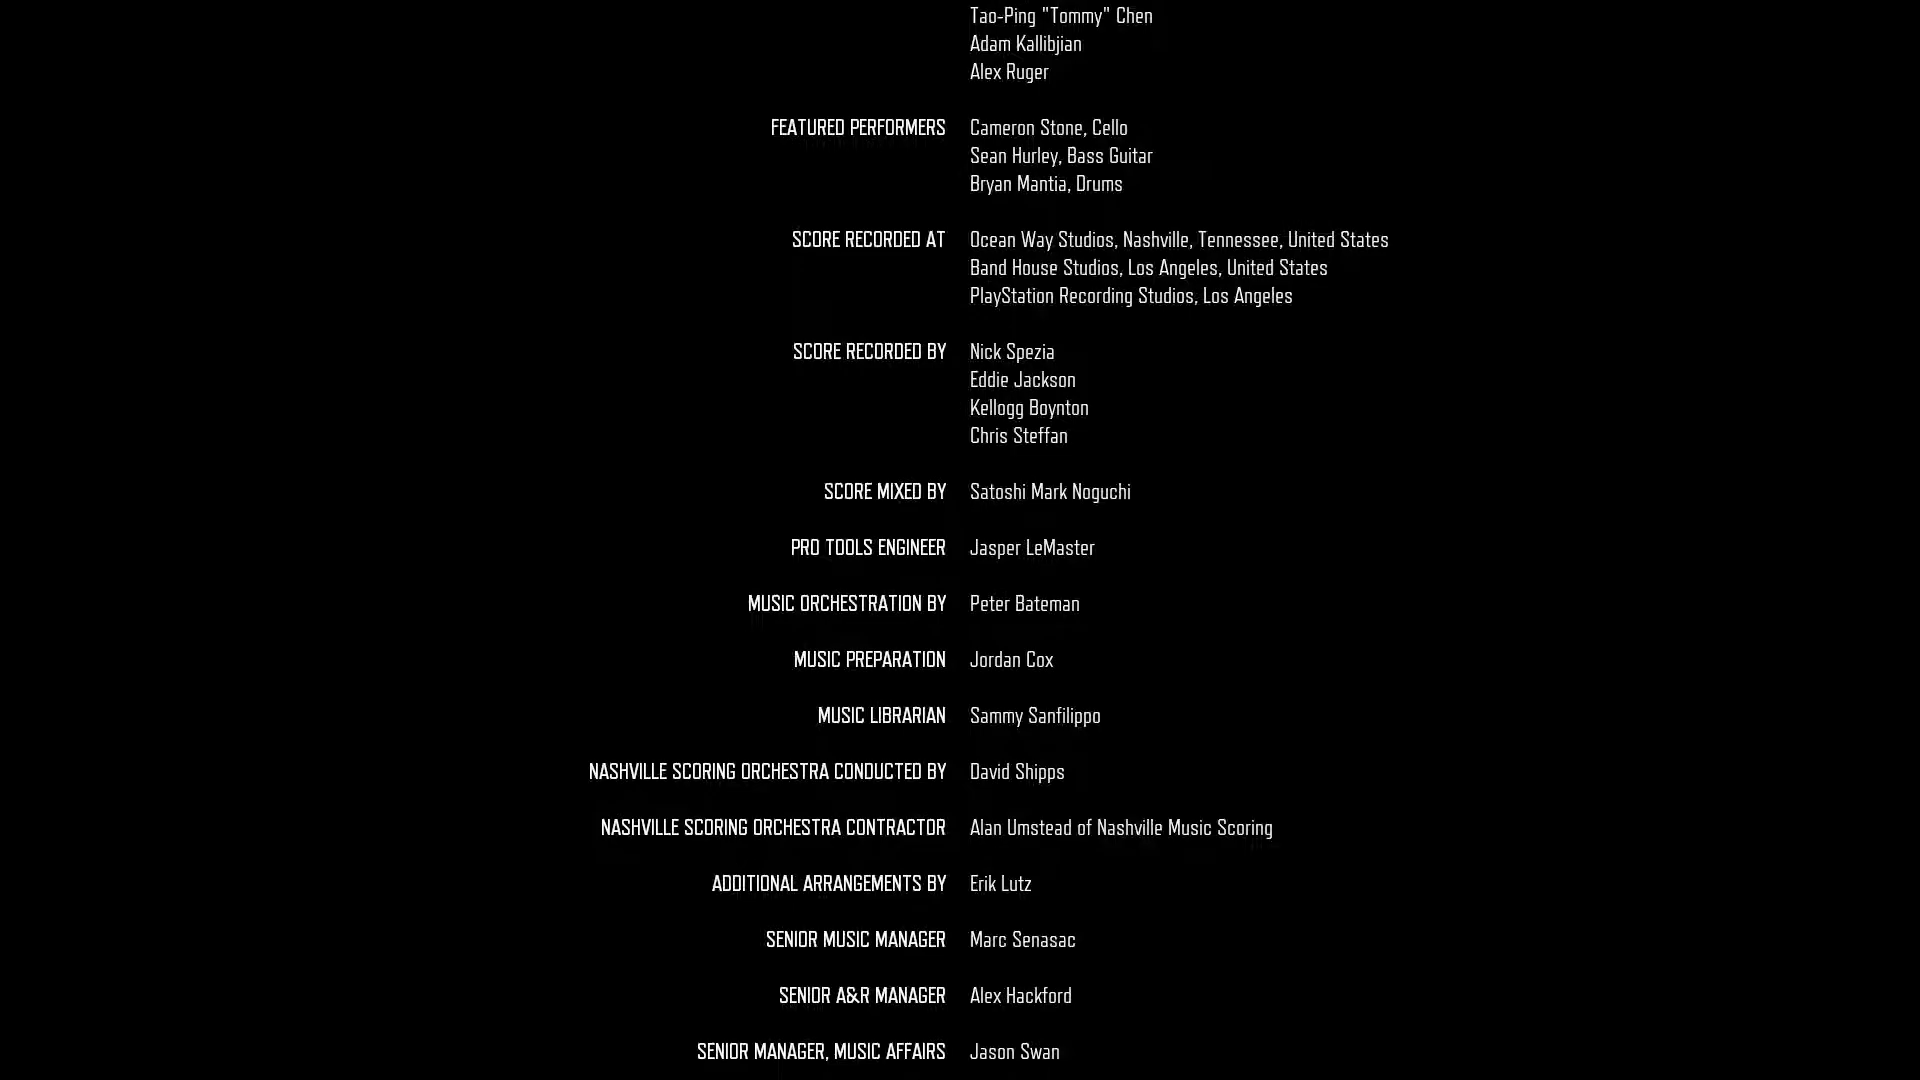 Tao-Ping "Tommy" Chen
Adam Kallibjian
Alex Ruger
FEATURED PERFORMERS Cameron Stone, Cello
Sean Hurley, Bass Guitar
Bryan Mantia, Drums
SCORE RECORDED AT Ocean Way Studios, Nashville, Tennessee, United States
Band House Studios, Los Angeles, United States
PlayStation Recording Studios, Los Angeles
SCORE RECORDED BY Nick Spezia
Eddie Jackson
Kellogg Boynton
Chris Steffan
SCORE MIXED BY Satoshi Mark Noguchi
PRO TOOLS ENGINEER Jasper LeMaster
MUSIC ORCHESTRATION BY Peter Bateman
MUSIC PREPARATION Jordan Cox
MUSIC LIBRARIAN Sammy Sanfilippo
NASHVILLE SCORING ORCHESTRA CONDUCTED BY David Shipps
NASHVILLE SCORING ORCHESTRA CONTRACTOR Alan Umstead of Nashville Music Scoring
ADDITIONAL ARRANGEMENTS BY Erik Lutz
SENIOR MUSIC MANAGER Marc Senasac
SENIOR A&R MANAGER Alex Hackford
SENIOR MANAGER, MUSIC AFFAIRS Jason Swan